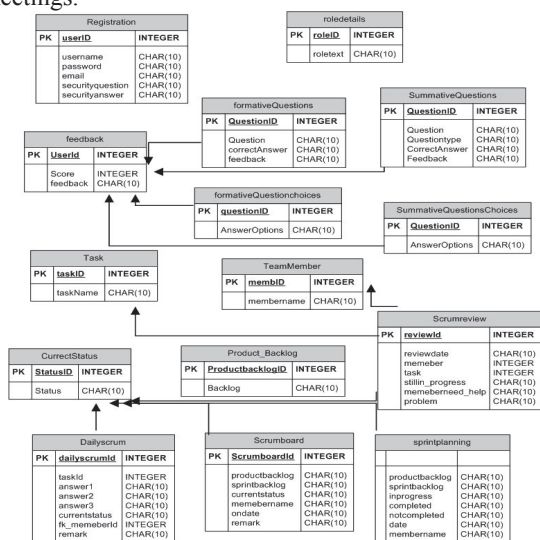 eetings.
Registration
PK userID INTEGER
username CHAR(10)
password CHAR(10)
email CHAR(10)
securityquestion CHAR(10)
securityanswer CHAR(10)
roledetails
PK roleID INTEGER
roletext CHAR(10)
formativeQuestions
PK QuestionID INTEGER
Question CHAR(10)
correctAnswer CHAR(10)
feedback CHAR(10)
SummativeQuestions
PK QuestionID INTEGER
Question CHAR(10)
Questiontype CHAR(10)
CorrectAnswer CHAR(10)
Feedback CHAR(10)
feedback
PK UserId INTEGER
Score INTEGER
feedback CHAR(10)
formativeQuestionchoices
PK questionID INTEGER
AnswerOptions CHAR(10)
SummativeQuestionsChoices
PK QuestionID INTEGER
AnswerOptions CHAR(10)
Task
PK taskID INTEGER
taskName CHAR(10)
TeamMember
PK membID INTEGER
membername CHAR(10)
Scrumreview
PK reviewId INTEGER
reviewdate CHAR(10)
memeber INTEGER
task INTEGER
stillin_progress CHAR(10)
memeberneed_help CHAR(10)
problem CHAR(10)
CurrectStatus
PK StatusID INTEGER
Status CHAR(10)
Product_Backlog
PK ProductbacklogID INTEGER
Backlog CHAR(10)
Dailyscrum
PK dailyscrumId INTEGER
taskId INTEGER
answer1 CHAR(10)
answer2 CHAR(10)
answer3 CHAR(10)
currentstatus CHAR(10)
fk_memeberId INTEGER
remark CHAR(10)
Scrumboard
PK ScrumboardId INTEGER
productbacklog CHAR(10)
sprintbacklog CHAR(10)
currentstatus CHAR(10)
memebername CHAR(10)
ondate CHAR(10)
remark CHAR(10)
sprintplanning
productbacklog CHAR(10)
sprintbacklog CHAR(10)
inprogress CHAR(10)
completed CHAR(10)
notcompleted CHAR(10)
date CHAR(10)
membername CHAR(10)